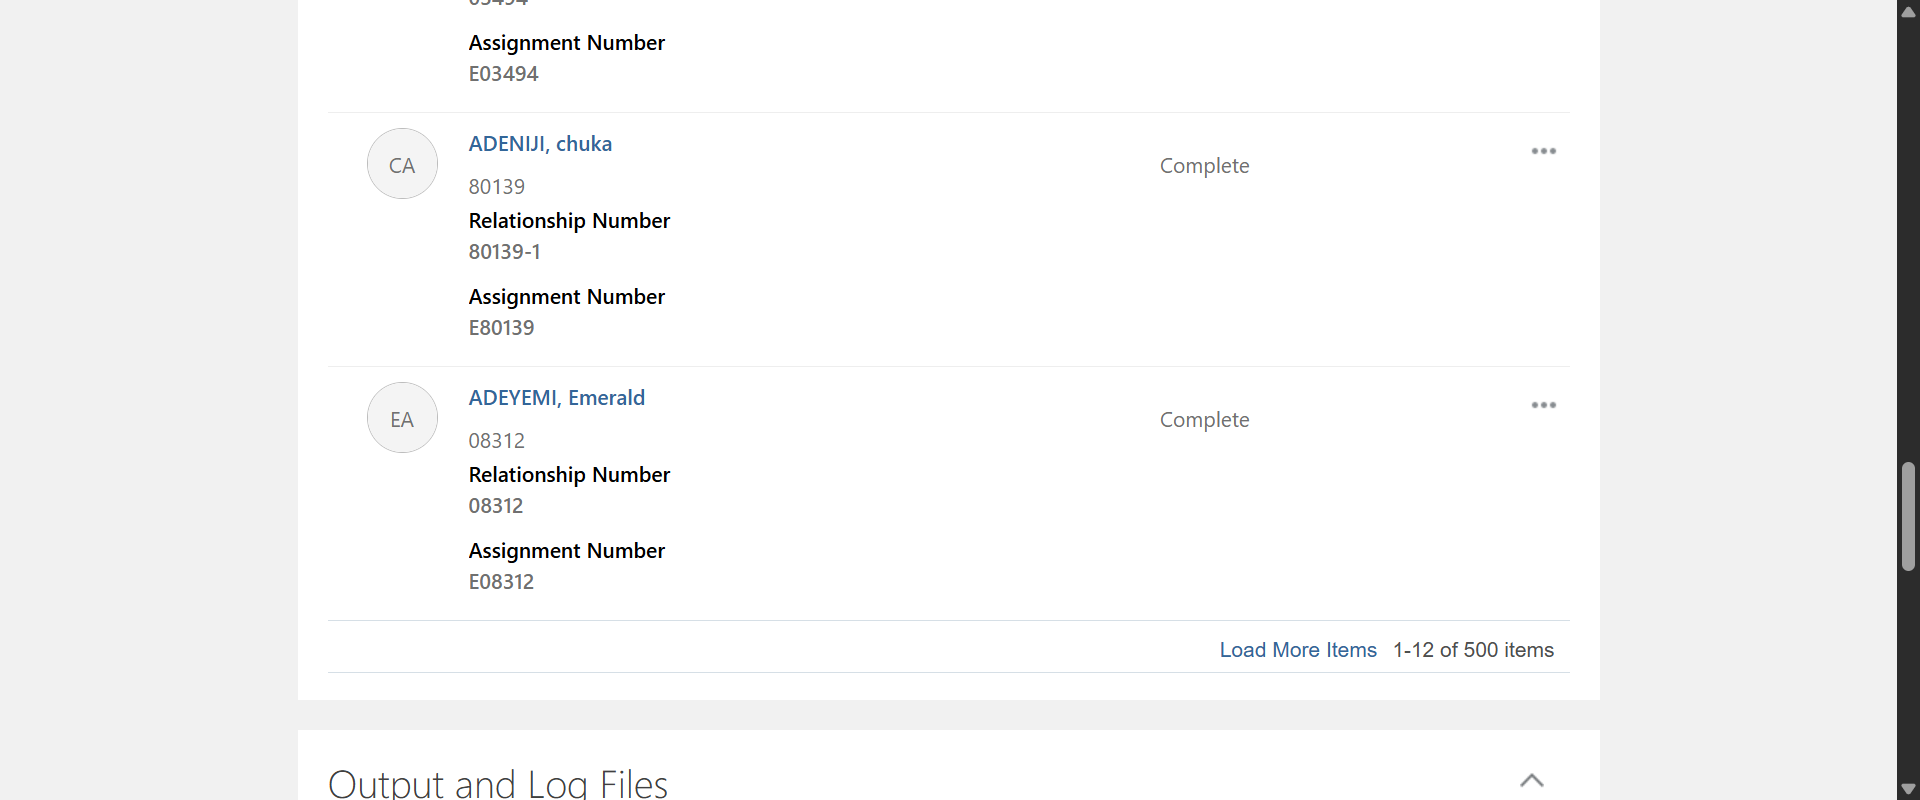 03494
Assignment Number
E03494
CA
ADENIJI, chuka
Complete
80139
Relationship Number
80139-1
Assignment Number
E80139
EA
ADEYEMI, Emerald
Complete
08312
Relationship Number
08312
Assignment Number
E08312
Load More Items 1-12 of 500 items
Output and Log Files